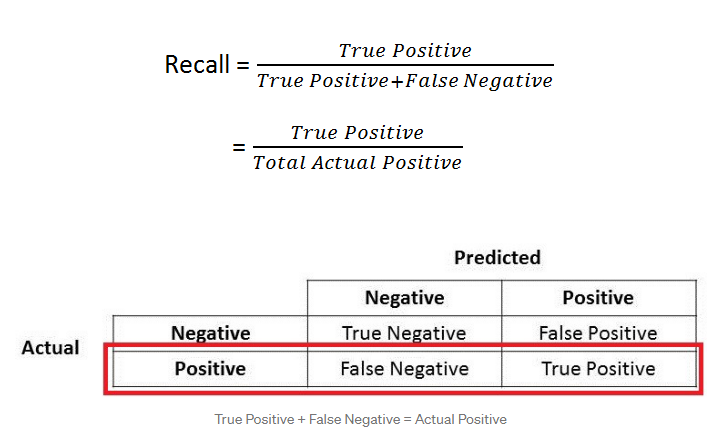 Recall = True Positive / True Positive+False Negative
= True Positive / Total Actual Positive
Predicted
Negative Positive
Actual
Negative True Negative False Positive
Positive False Negative True Positive
True Positive + False Negative = Actual Positive